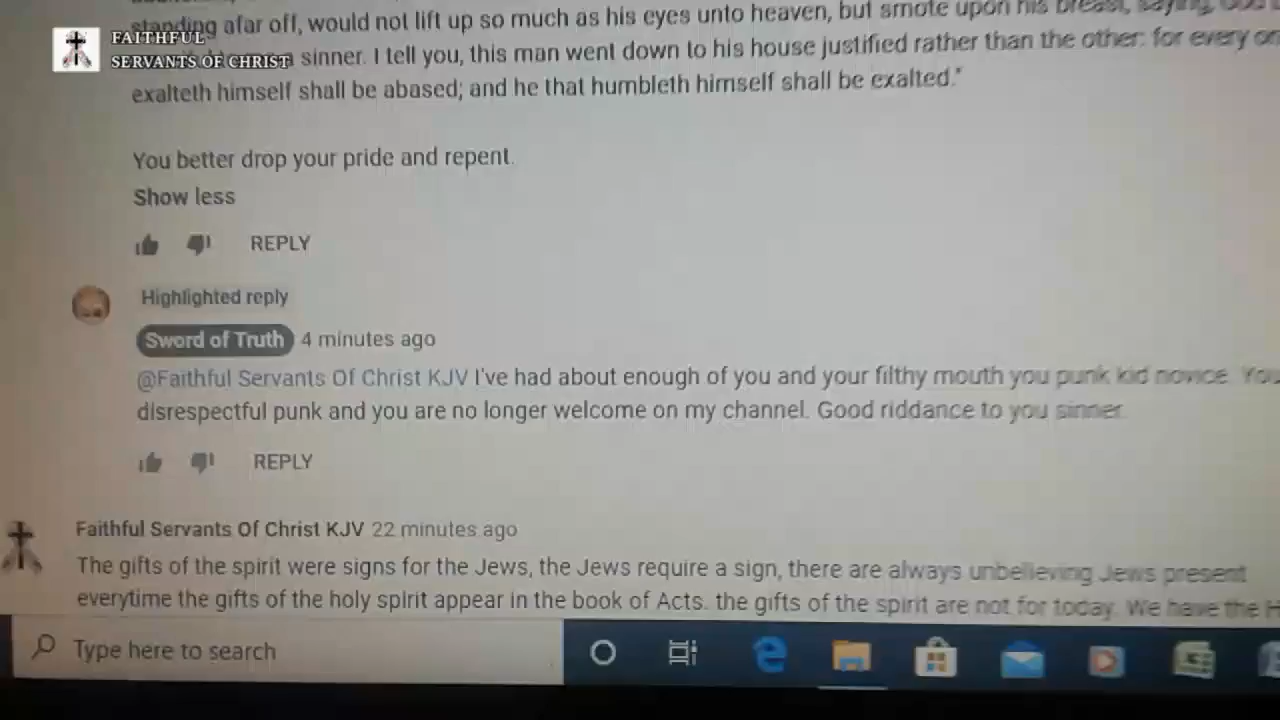 standing afar off, would not lift up so much as his eyes unto heaven, but smote upon his breast, saying,
FAITHFUL
SERVANTS OF CHRIST
a sinner. I tell you, this man went down to his house justified rather than the other: for every
exalteth himself shall be abased; and he that humbleth himself shall be exalted."
You better drop your pride and repent.
Show less
REPLY
Highlighted reply
Sword of Truth 4 minutes ago
@Faithful Servants Of Christ KJV I've had about enough of you and your filthy mouth you punk kid novice. You
disrespectful punk and you are no longer welcome on my channel. Good riddance to you sinner.
REPLY
Faithful Servants Of Christ KJV 22 minutes ago
The gifts of the spirit were signs for the Jews, the Jews require a sign, there are always unbelieving Jews present
everytime the gifts of the holy spirit appear in the book of Acts. the gifts of the spirit are not for today. We have the
Type here to search